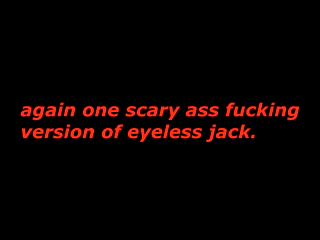 again one scary ass fucking
version of eyeless jack.